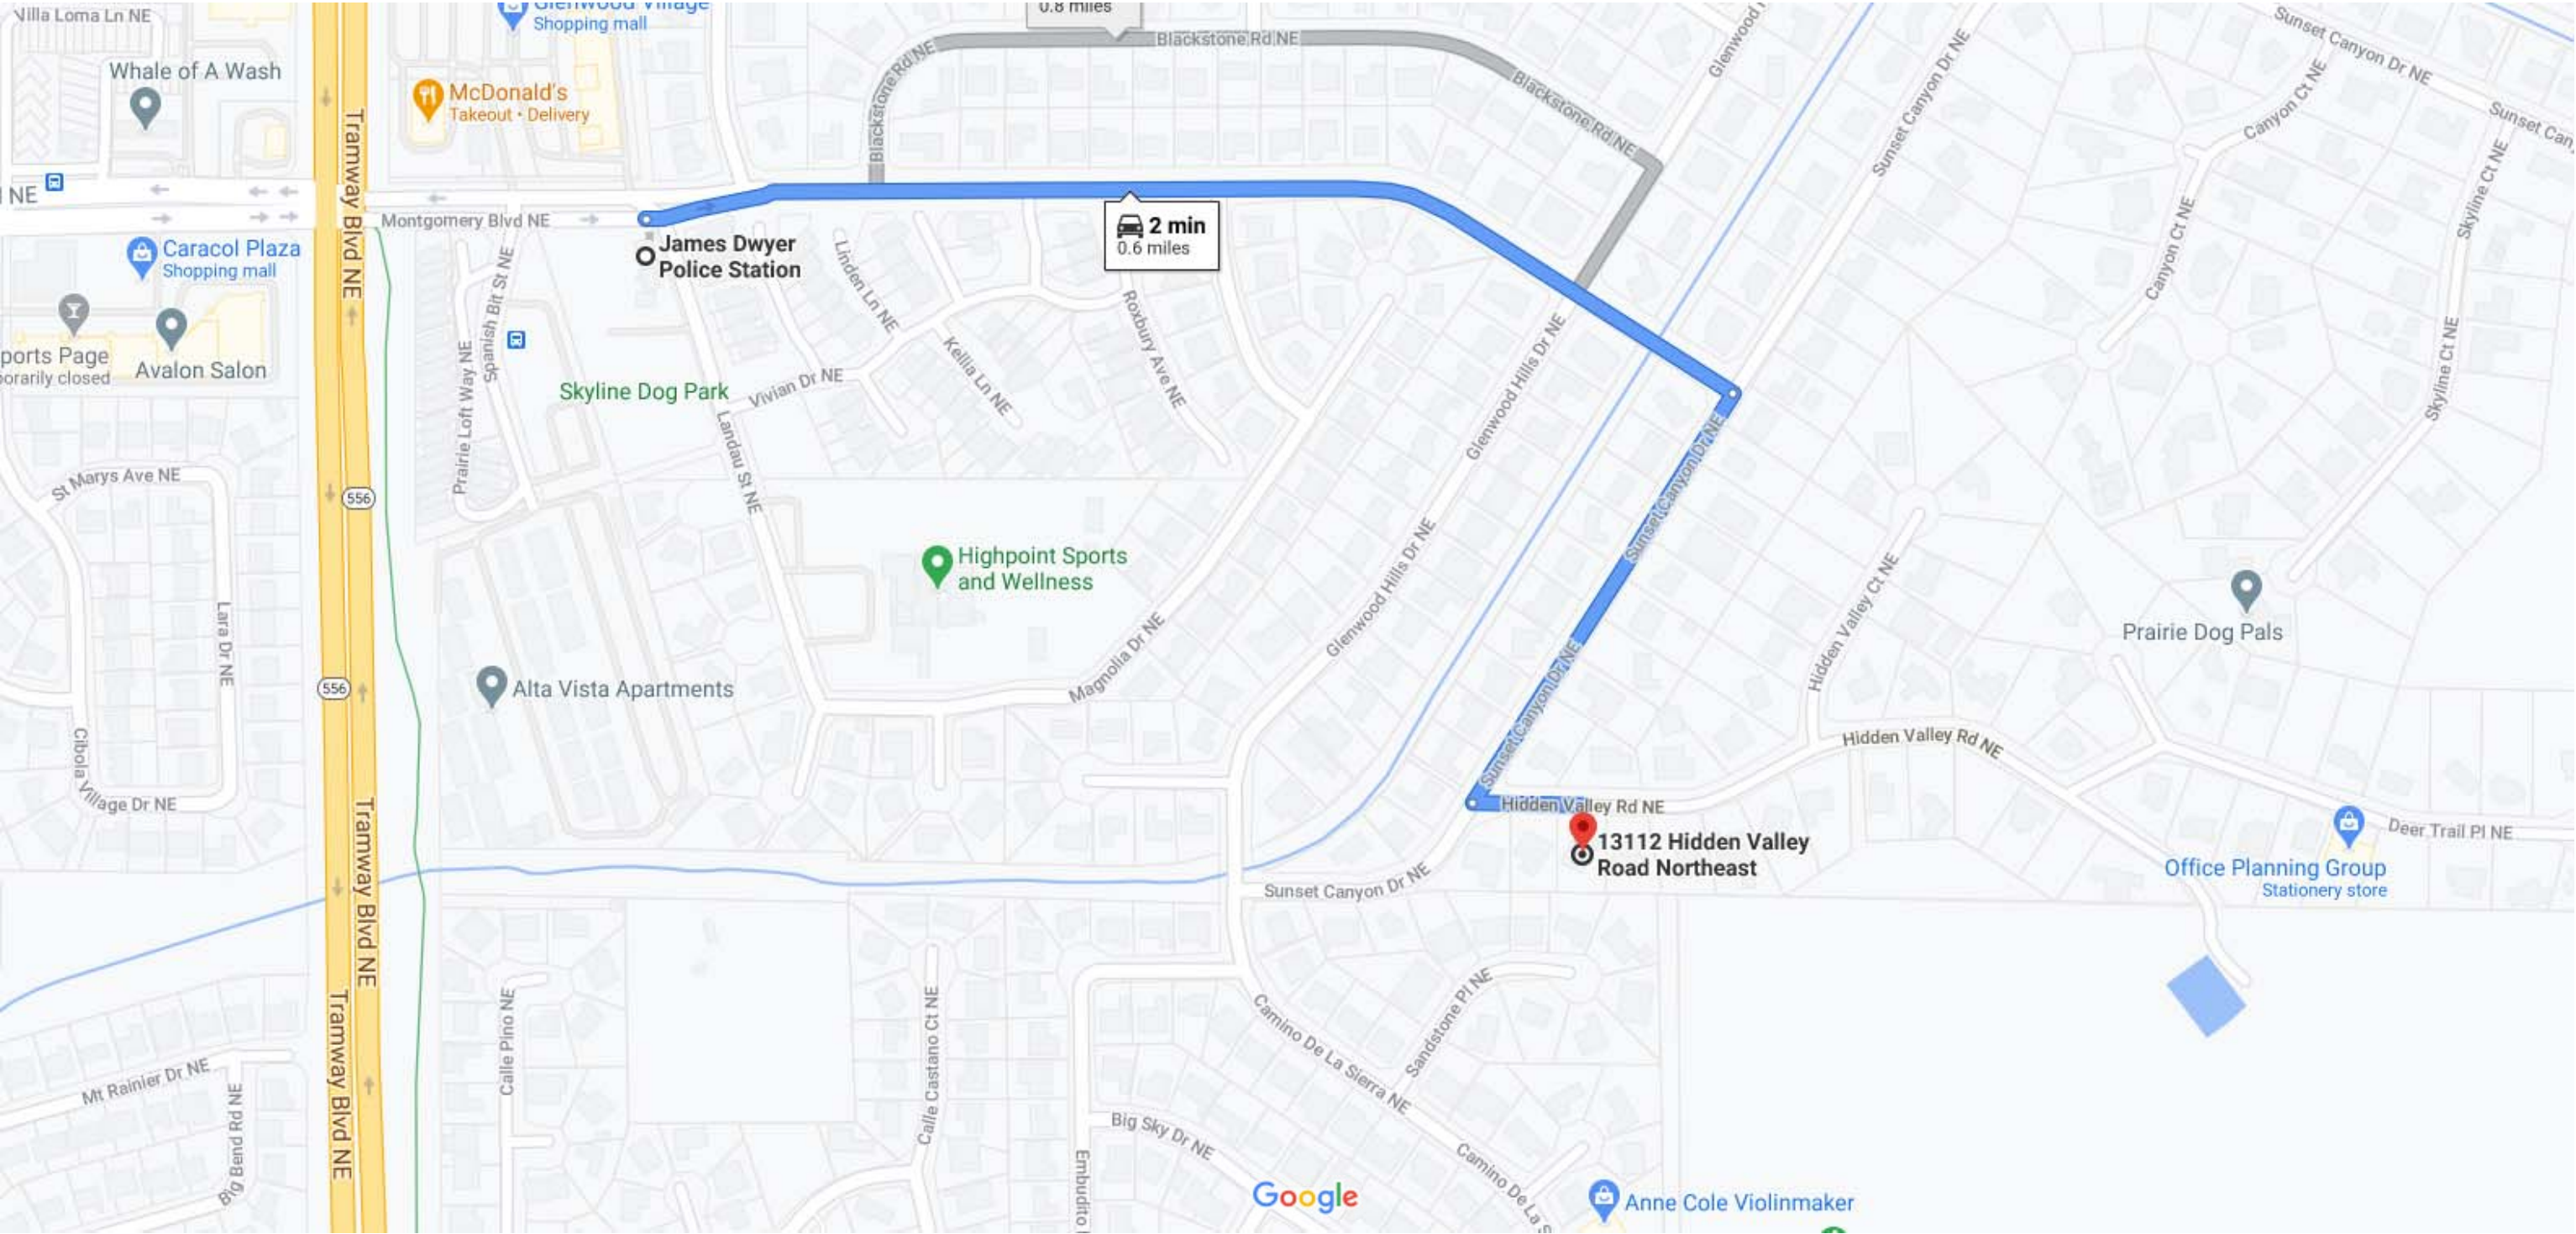 Villa Loma Ln NE
Glenwood Village
Shopping mall
0.8 miles
Blackstone Rd NE
Blackstone Rd NE
Blackstone Rd NE
Sunset Canyon Dr NE
Sunset Canyon Dr NE
Canyon Ct NE
Canyon Ct NE
Skyline Ct NE
Skyline Ct NE
Whale of A Wash
McDonald's
Takeout • Delivery
Tramway Blvd NE
NE
Montgomery Blvd NE
2 min
0.6 miles
James Dwyer
Police Station
Caracol Plaza
Shopping mall
Avalon Salon
Spanish Bit St NE
Prairie Loft Way NE
Linden Ln NE
Kellia Ln NE
Roxbury Ave NE
Glenwood Hills Dr NE
Glenwood Hills Dr NE
Skyline Dog Park
Vivian Dr NE
Landau St NE
St Marys Ave NE
556
556
Lara Dr NE
Highpoint Sports
and Wellness
Sunset Canyon Dr NE
Sunset Canyon Dr NE
Sunset Canyon Dr NE
Hidden Valley Ct NE
Prairie Dog Pals
Magnolia Dr NE
Alta Vista Apartments
Cibola Village Dr NE
Hidden Valley Rd NE
Hidden Valley Rd NE
13112 Hidden Valley
Road Northeast
Deer Trail Pl NE
Office Planning Group
Stationery store
Tramway Blvd NE
Sunset Canyon Dr NE
Tramway Blvd NE
Calle Pino NE
Calle Castano Ct NE
Sandstone Pl NE
Camino De La Sierra NE
Mt Rainier Dr NE
Big Bend Rd NE
Big Sky Dr NE
Embudito
Camino De La S
Google
Anne Cole Violinmaker